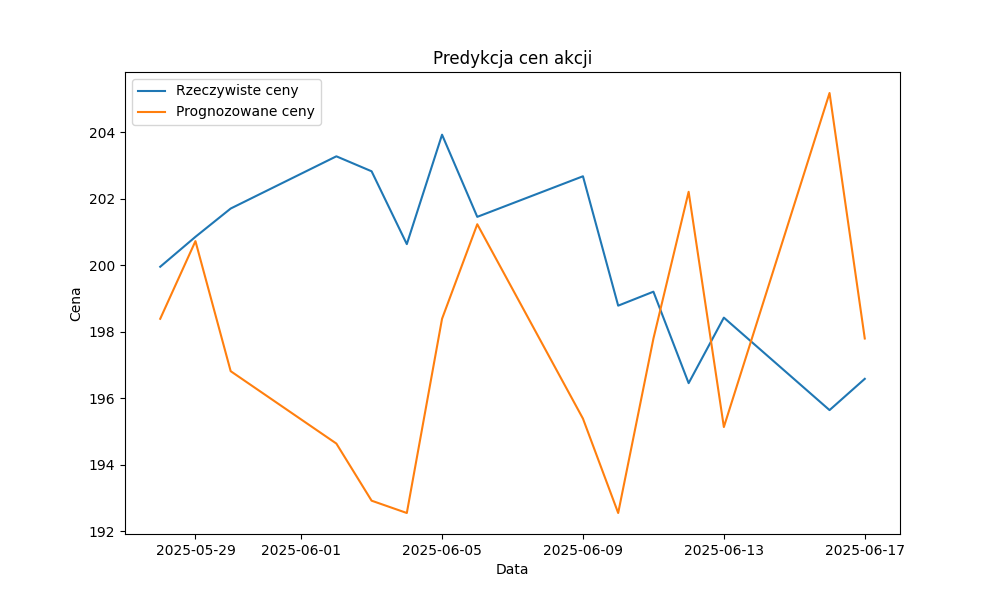 Predykcja cen akcji
Rzeczywiste ceny
Prognozowane ceny
204
202
200
198
196
194
192
Cena
2025-05-29 2025-06-01 2025-06-05 2025-06-09 2025-06-13 2025-06-17
Data